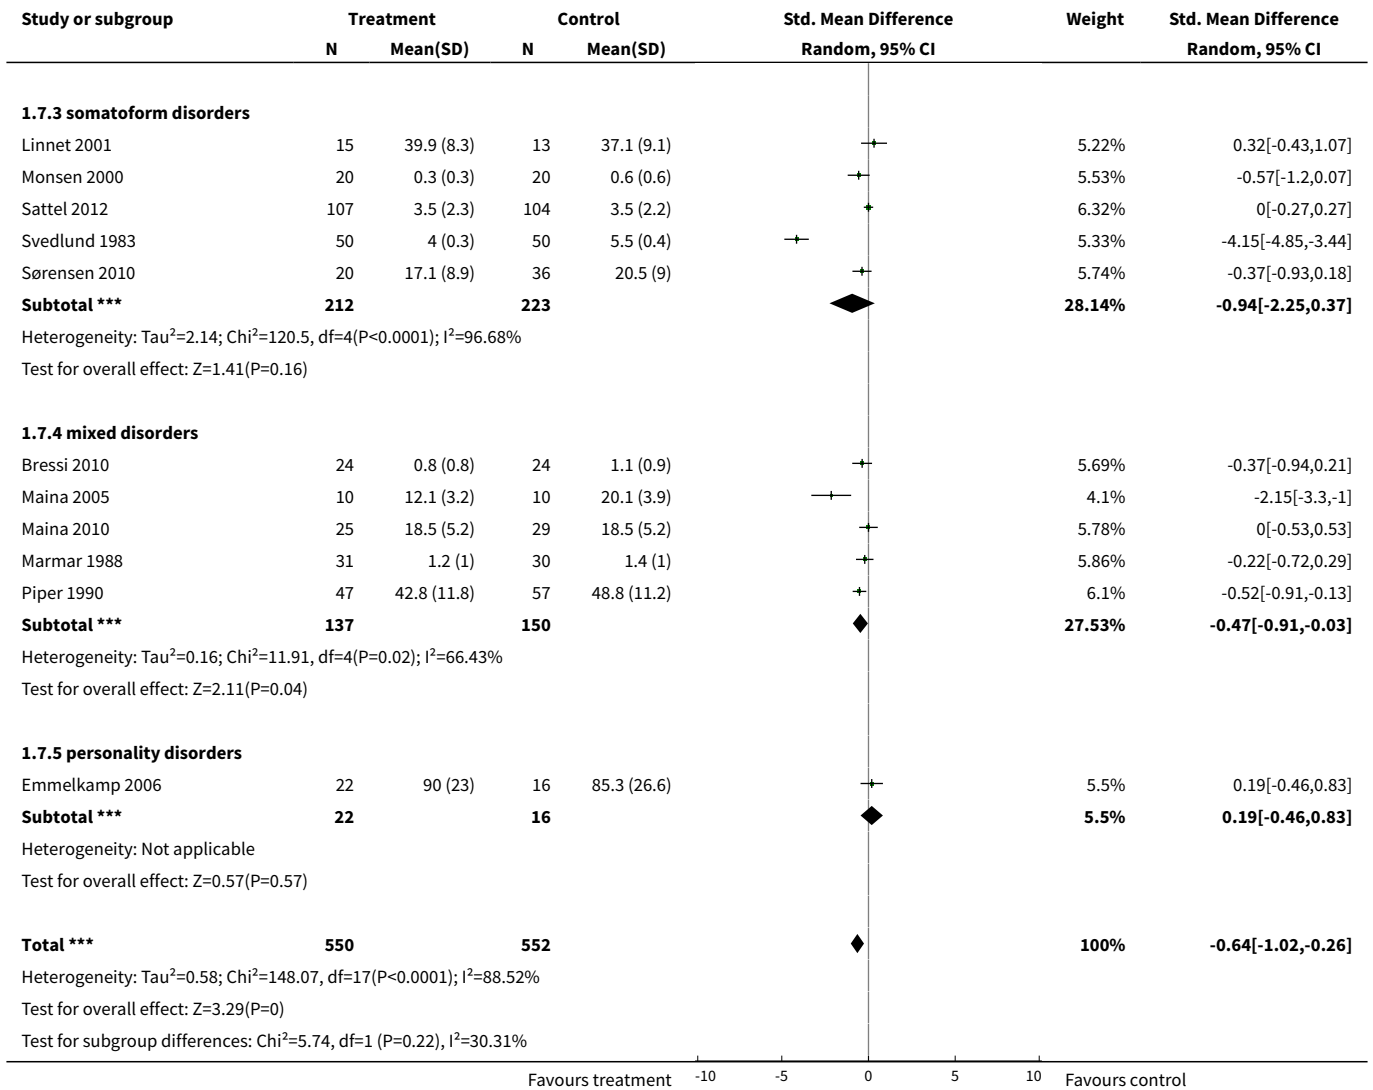 Study or subgroup Treatment Control Std. Mean Difference Weight Std. Mean Difference
N Mean(SD) N Mean(SD) Random, 95% CI Random, 95% CI
1.7.3 somatoform disorders
Linnet 2001 15 39.9 (8.3) 13 37.1 (9.1) 5.22% 0.32[-0.43,1.07]
Monsen 2000 20 0.3 (0.3) 20 0.6 (0.6) 5.53% -0.57[-1.2,0.07]
Sattel 2012 107 3.5 (2.3) 104 3.5 (2.2) 6.32% 0[-0.27,0.27]
Svedlund 1983 50 4 (0.3) 50 5.5 (0.4) 5.33% -4.15[-4.85,-3.44]
Sørensen 2010 20 17.1 (8.9) 36 20.5 (9) 5.74% -0.37[-0.93,0.18]
Subtotal *** 212 223 28.14% -0.94[-2.25,0.37]
Heterogeneity: Tau²=2.14; Chi²=120.5, df=4(P<0.0001); I²=96.68%
Test for overall effect: Z=1.41(P=0.16)
1.7.4 mixed disorders
Bressi 2010 24 0.8 (0.8) 24 1.1 (0.9) 5.69% -0.37[-0.94,0.21]
Maina 2005 10 12.1 (3.2) 10 20.1 (3.9) 4.1% -2.15[-3.3,-1]
Maina 2010 25 18.5 (5.2) 29 18.5 (5.2) 5.78% 0[-0.53,0.53]
Marmar 1988 31 1.2 (1) 30 1.4 (1) 5.86% -0.22[-0.72,0.29]
Piper 1990 47 42.8 (11.8) 57 48.8 (11.2) 6.1% -0.52[-0.91,-0.13]
Subtotal *** 137 150 27.53% -0.47[-0.91,-0.03]
Heterogeneity: Tau²=0.16; Chi²=11.91, df=4(P=0.02); I²=66.43%
Test for overall effect: Z=2.11(P=0.04)
1.7.5 personality disorders
Emmelkamp 2006 22 90 (23) 16 85.3 (26.6) 5.5% 0.19[-0.46,0.83]
Subtotal *** 22 16 5.5% 0.19[-0.46,0.83]
Heterogeneity: Not applicable
Test for overall effect: Z=0.57(P=0.57)
Total *** 550 552 100% -0.64[-1.02,-0.26]
Heterogeneity: Tau²=0.58; Chi²=148.07, df=17(P<0.0001); I²=88.52%
Test for overall effect: Z=3.29(P=0)
Test for subgroup differences: Chi²=5.74, df=1 (P=0.22), I²=30.31%
Favours treatment -10 -5 0 5 10 Favours control